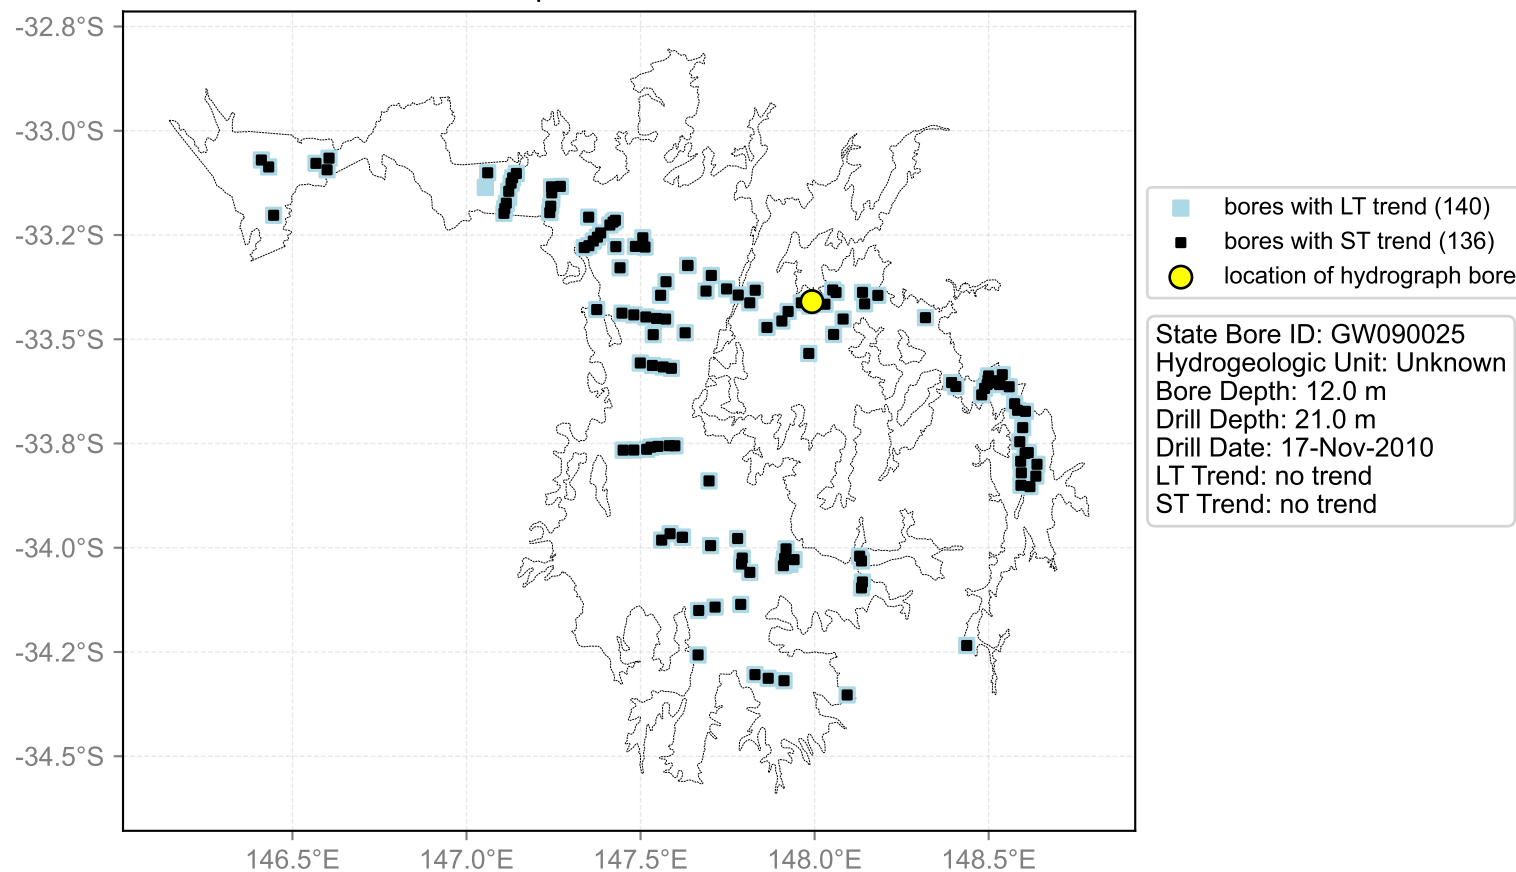 -32.8°S
-33.0°S
-33.2°S
-33.5°S
-33.8°S
-34.0°S
-34.2°S
-34.5°S
146.5°E
147.0°E
147.5°E
148.0°E
148.5°E
bores with LT trend (140)
bores with ST trend (136)
location of hydrograph bore
State Bore ID: GW090025
Hydrogeologic Unit: Unknown
Bore Depth: 12.0 m
Drill Depth: 21.0 m
Drill Date: 17-Nov-2010
LT Trend: no trend
ST Trend: no trend